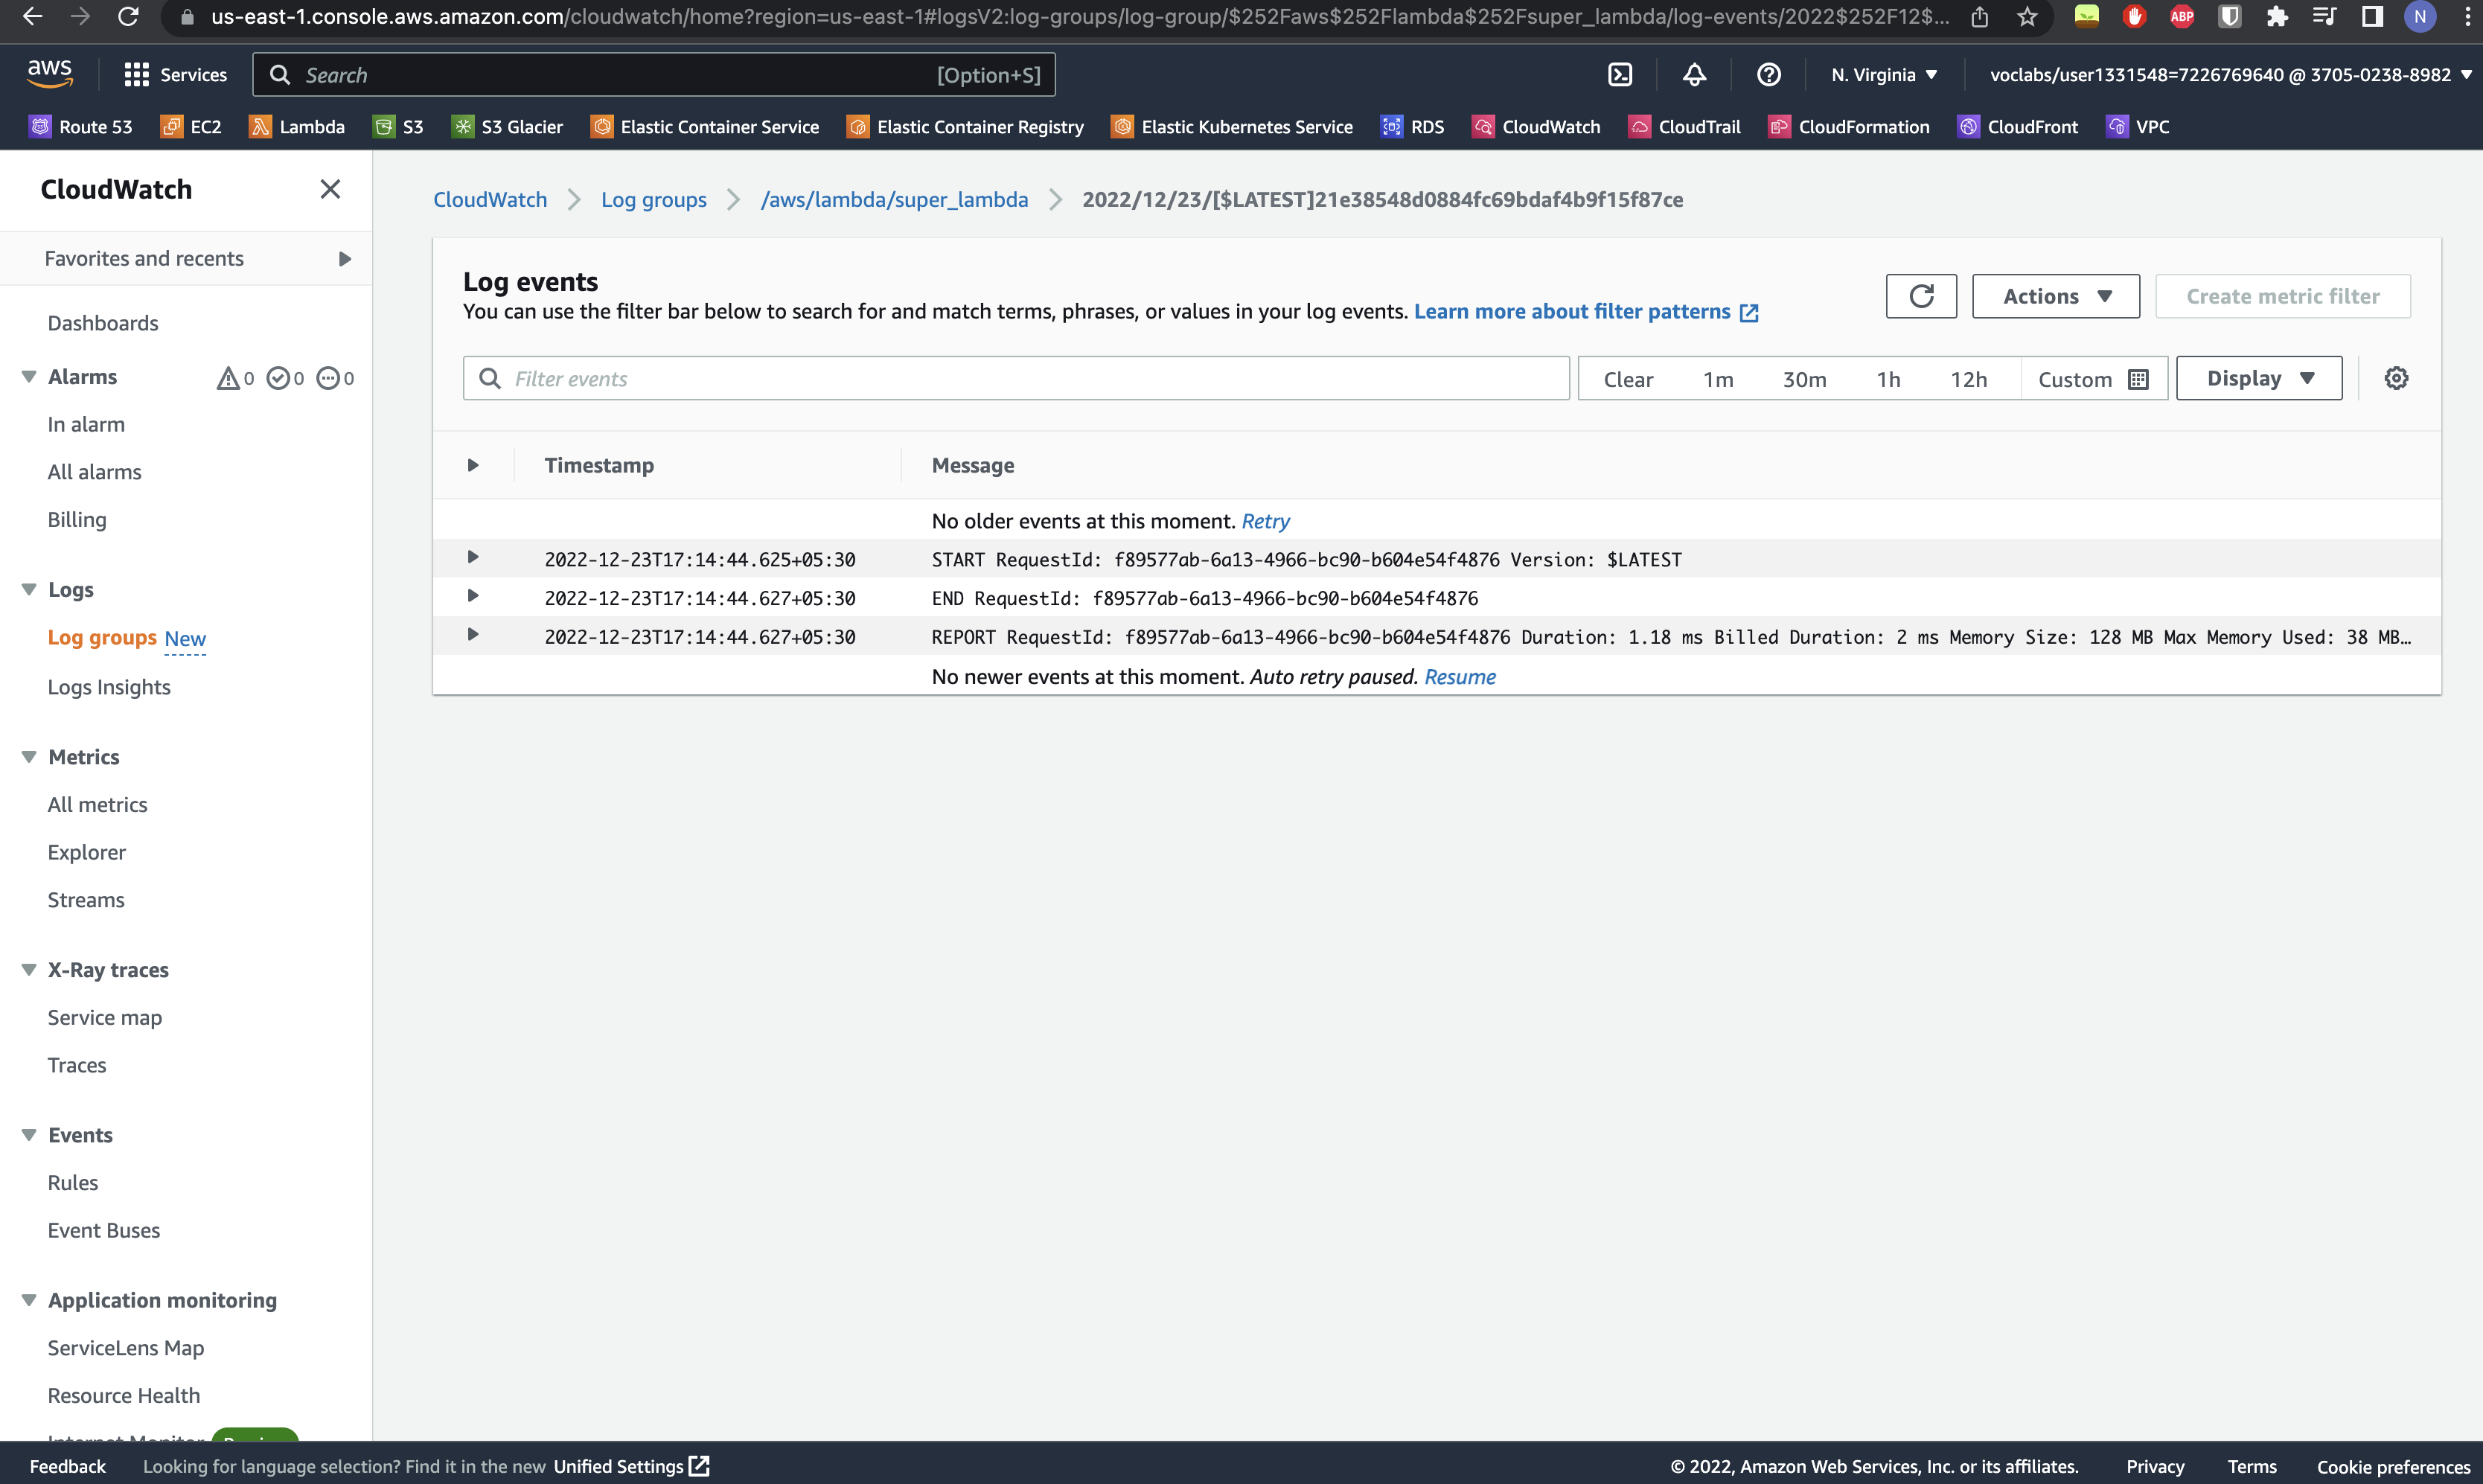 us-east-1.console.aws.amazon.com/cloudwatch/home?region=us-east-1#logsV2:log-groups/log-group/$252Faws$252Flambda$252Fsuper_lambda/log-events/2022$252F12$...
ABP
N
aws
Services
Search
[Option+S]
N. Virginia
voclabs/user1331548=7226769640 @ 3705-0238-8982
Route 53
EC2
Lambda
S3
S3 Glacier
Elastic Container Service
Elastic Container Registry
Elastic Kubernetes Service
RDS
CloudWatch
CloudTrail
CloudFormation
CloudFront
VPC
CloudWatch
Favorites and recents
Dashboards
Alarms
0
0
0
In alarm
All alarms
Billing
Logs
Log groups New
Logs Insights
Metrics
All metrics
Explorer
Streams
X-Ray traces
Service map
Traces
Events
Rules
Event Buses
Application monitoring
ServiceLens Map
Resource Health
CloudWatch
Log groups
/aws/lambda/super_lambda
2022/12/23/[$LATEST]21e38548d0884fc69bdaf4b9f15f87ce
Log events
You can use the filter bar below to search for and match terms, phrases, or values in your log events. Learn more about filter patterns
Actions
Create metric filter
Filter events
Clear
1m
30m
1h
12h
Custom
Display
Timestamp
Message
No older events at this moment. Retry
2022-12-23T17:14:44.625+05:30
START RequestId: f89577ab-6a13-4966-bc90-b604e54f4876 Version: $LATEST
2022-12-23T17:14:44.627+05:30
END RequestId: f89577ab-6a13-4966-bc90-b604e54f4876
2022-12-23T17:14:44.627+05:30
REPORT RequestId: f89577ab-6a13-4966-bc90-b604e54f4876 Duration: 1.18 ms Billed Duration: 2 ms Memory Size: 128 MB Max Memory Used: 38 MB…
No newer events at this moment. Auto retry paused. Resume
Feedback
Looking for language selection? Find it in the new Unified Settings
© 2022, Amazon Web Services, Inc. or its affiliates.
Privacy
Terms
Cookie preferences